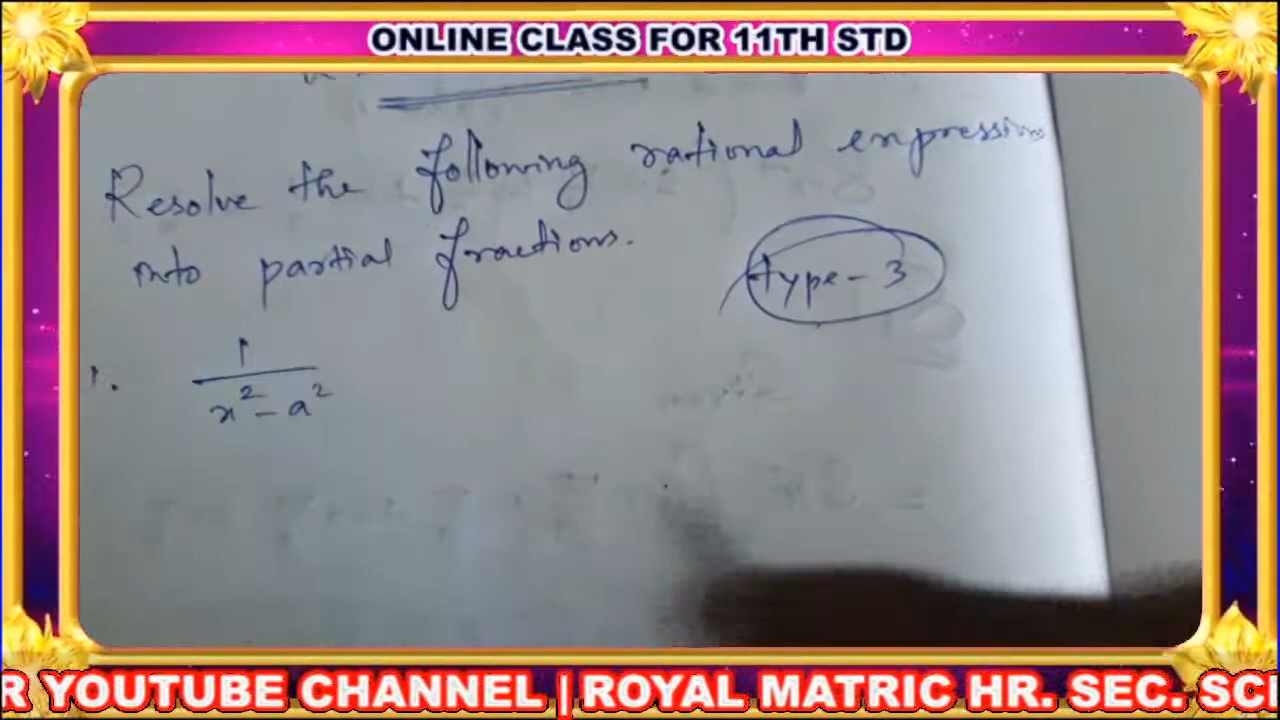 ONLINE CLASS FOR 11TH STD
Resolve the following rational expressions
into partial fractions.
type - 3
1. 1/(x² - a²)
R YOUTUBE CHANNEL | ROYAL MATRIC HR. SEC. SC